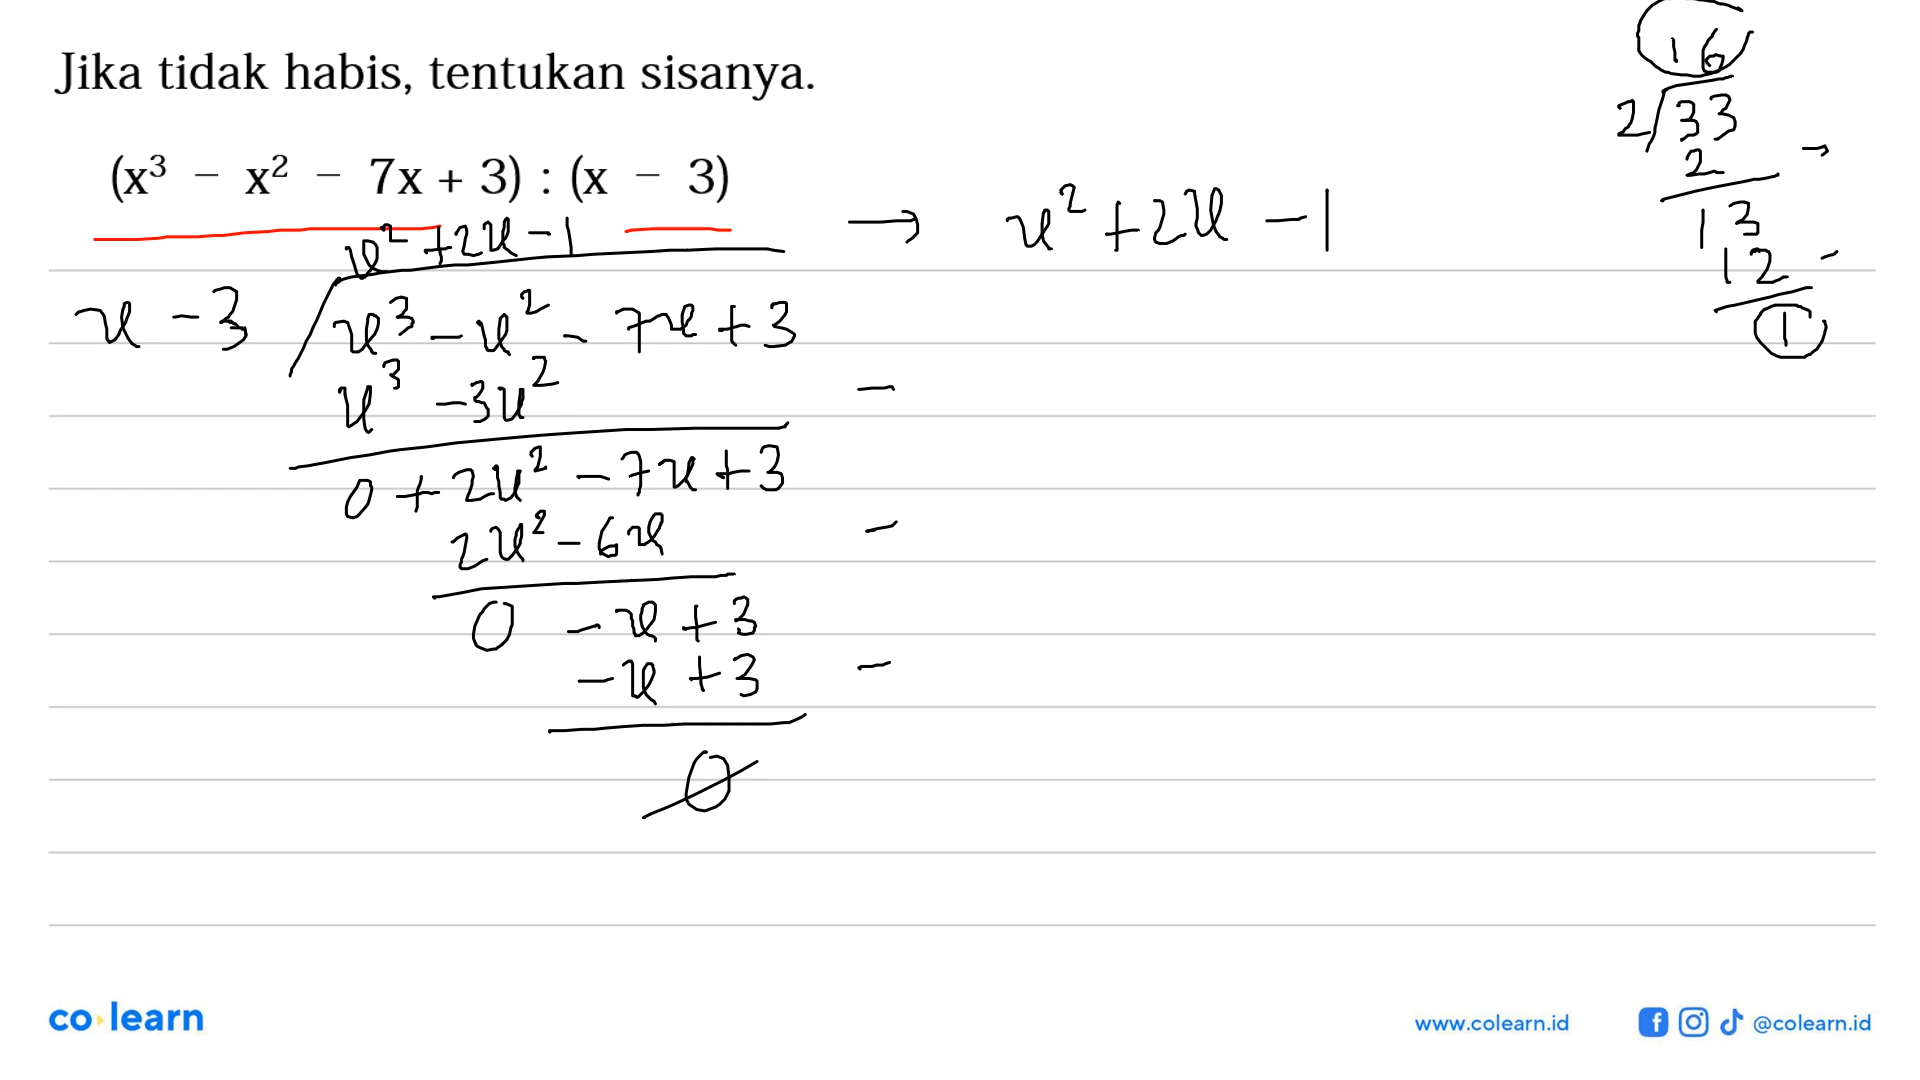 Jika tidak habis, tentukan sisanya.
(x³ − x² − 7x + 3) : (x − 3)
x² + 2x − 1 → x² + 2x − 1
x − 3 x³ − x² − 7x + 3
x³ − 3x² −
0 + 2x² − 7x + 3
2x² − 6x −
0 − x + 3
− x + 3 −
0
16
2 33
2 −
13
12 −
1
co learn
www.colearn.id
@colearn.id